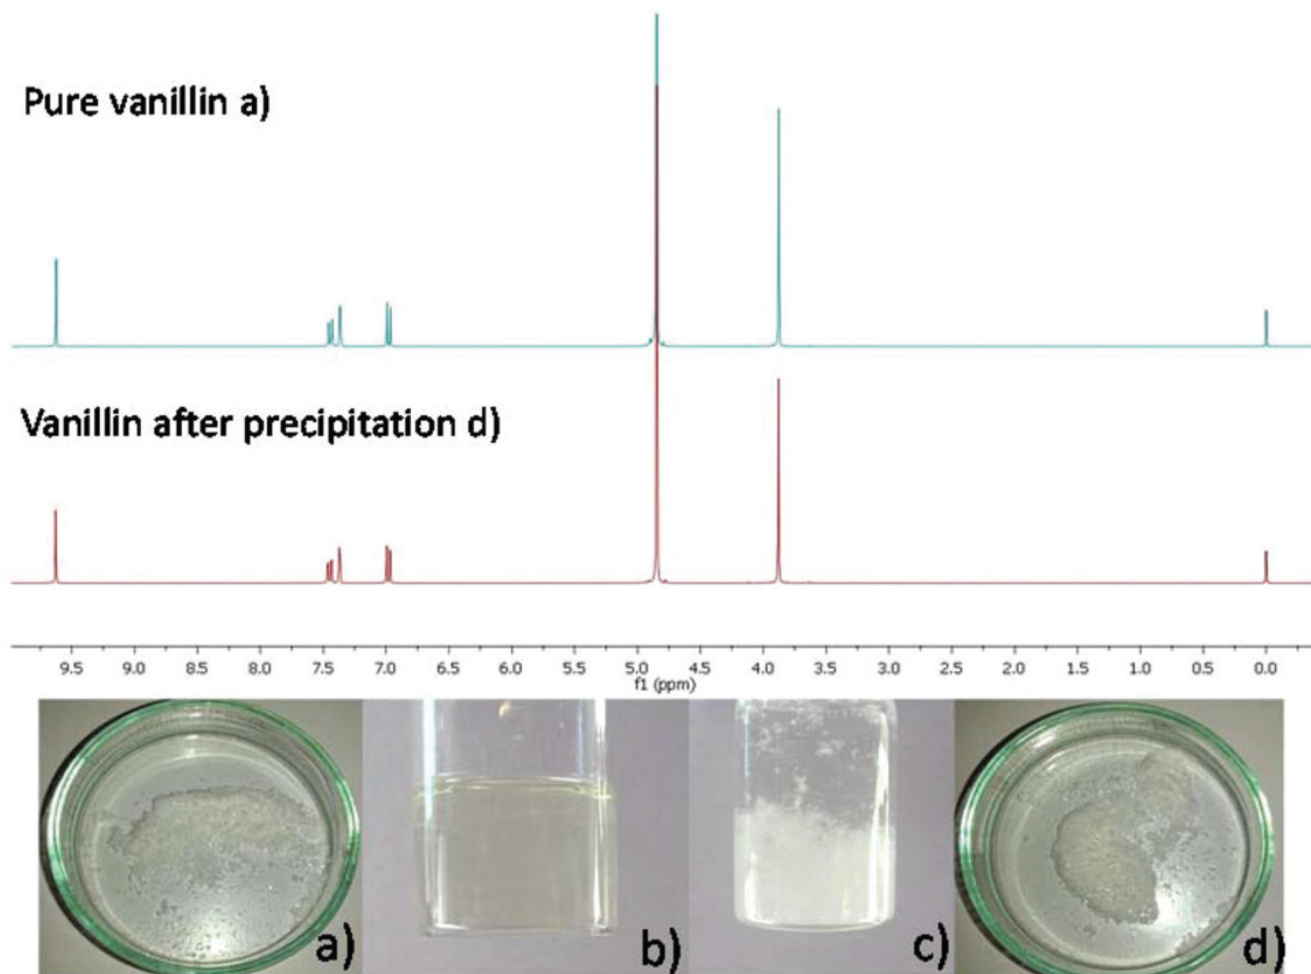 Pure vanillin a)
Vanillin after precipitation d)
9.5 9.0 8.5 8.0 7.5 7.0 6.5 6.0 5.5 5.0 4.5 4.0 3.5 3.0 2.5 2.0 1.5 1.0 0.5 0.0
f1 (ppm)
a) b) c) d)